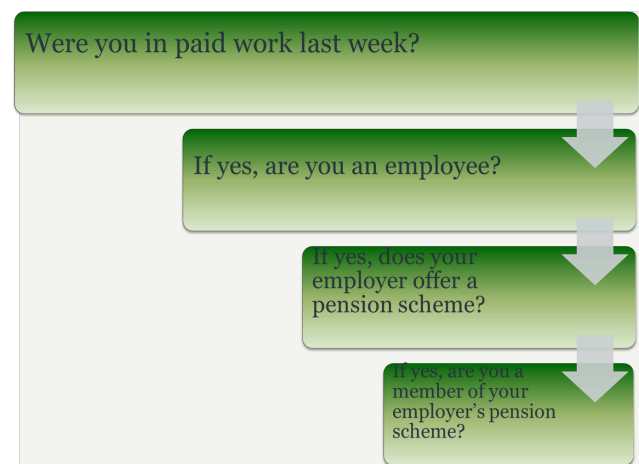 Were you in paid work last week?
If yes, are you an employee?
If yes, does your
employer offer a
pension scheme?
If yes, are you a
member of your
employer’s pension
scheme?